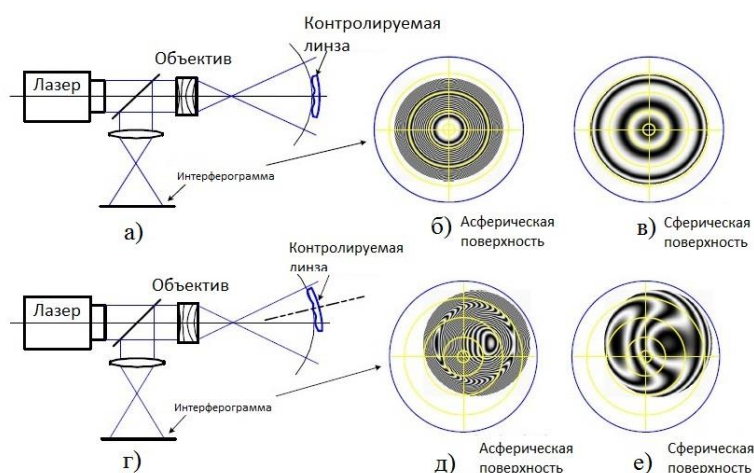 Контролируемая
линза
Объектив
Лазер
Интерферограмма
а)
б) Асферическая
поверхность
в) Сферическая
поверхность
Контролируемая
линза
Объектив
Лазер
Интерферограмма
г)
д) Асферическая
поверхность
е) Сферическая
поверхность